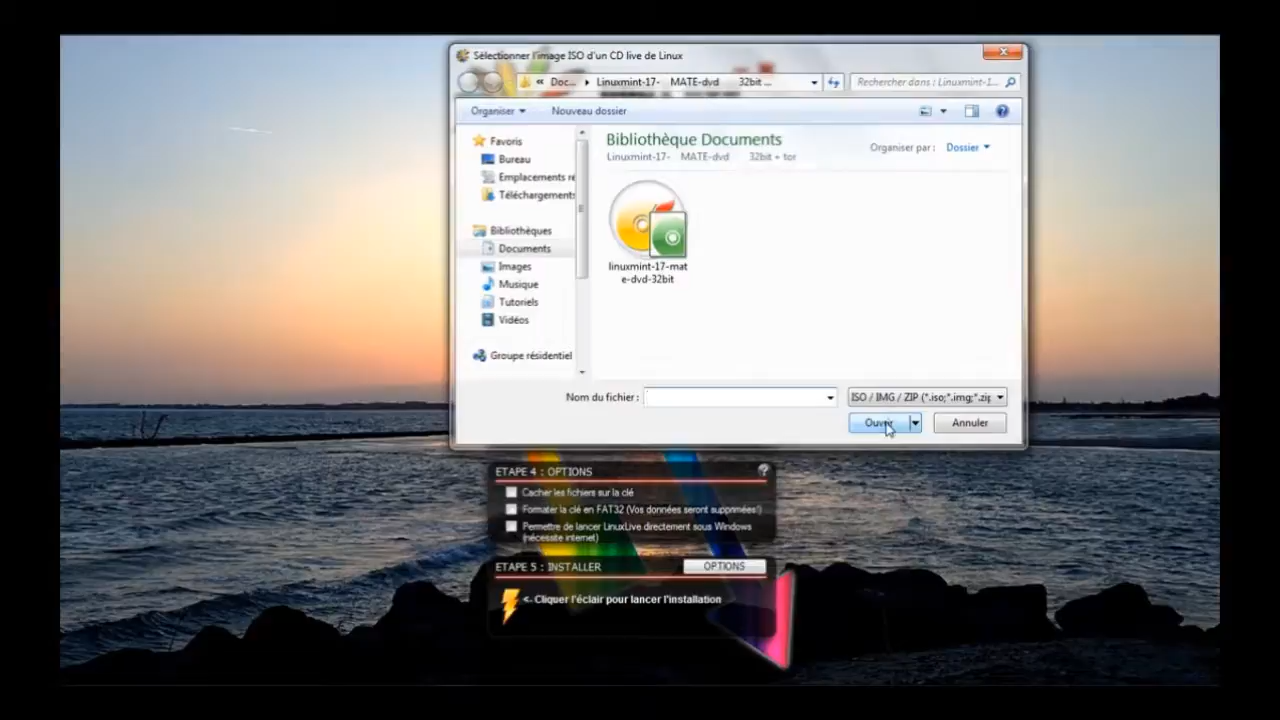 Sélectionner l'image ISO d'un CD live de Linux
« Doc... Linuxmint-17- MATE-dvd 32bit ...
Rechercher dans : Linuxmint-1...
Organiser
Nouveau dossier
Favoris
Bureau
Emplacements ré
Téléchargements
Bibliothèques
Documents
Images
Musique
Tutoriels
Vidéos
Groupe résidentiel
Bibliothèque Documents
Linuxmint-17- MATE-dvd 32bit + tor
Organiser par : Dossier
linuxmint-17-mat
e-dvd-32bit
Nom du fichier :
ISO / IMG / ZIP (*.iso;*.img;*.zip
Ouvrir
Annuler
ETAPE 4 : OPTIONS
?
Cacher les fichiers sur la clé
Formater la clé en FAT32 (Vos données seront supprimées!)
Permettre de lancer LinuxLive directement sous Windows
(nécessite internet)
ETAPE 5 : INSTALLER
OPTIONS
<- Cliquer l'éclair pour lancer l'installation